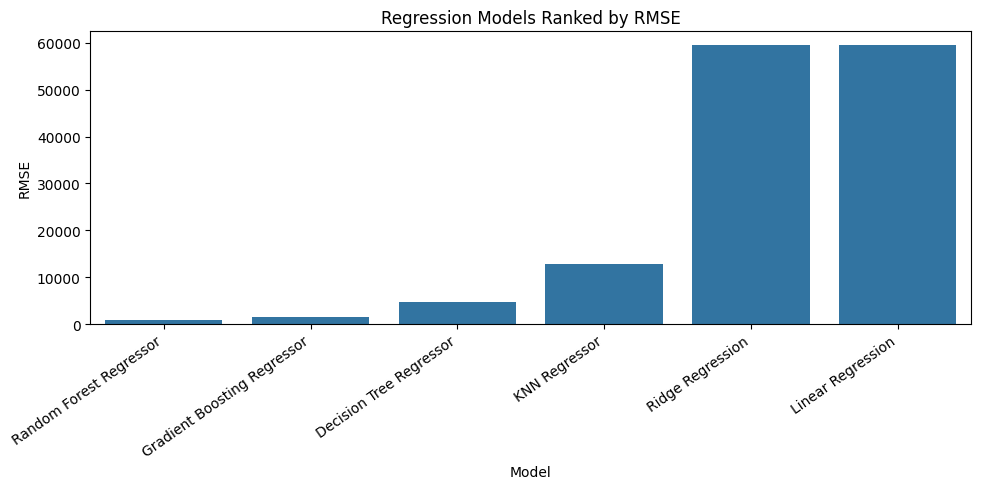 Regression Models Ranked by RMSE
60000
50000
40000
30000
20000
10000
0
RMSE
Random Forest Regressor
Gradient Boosting Regressor
Decision Tree Regressor
KNN Regressor
Ridge Regression
Linear Regression
Model